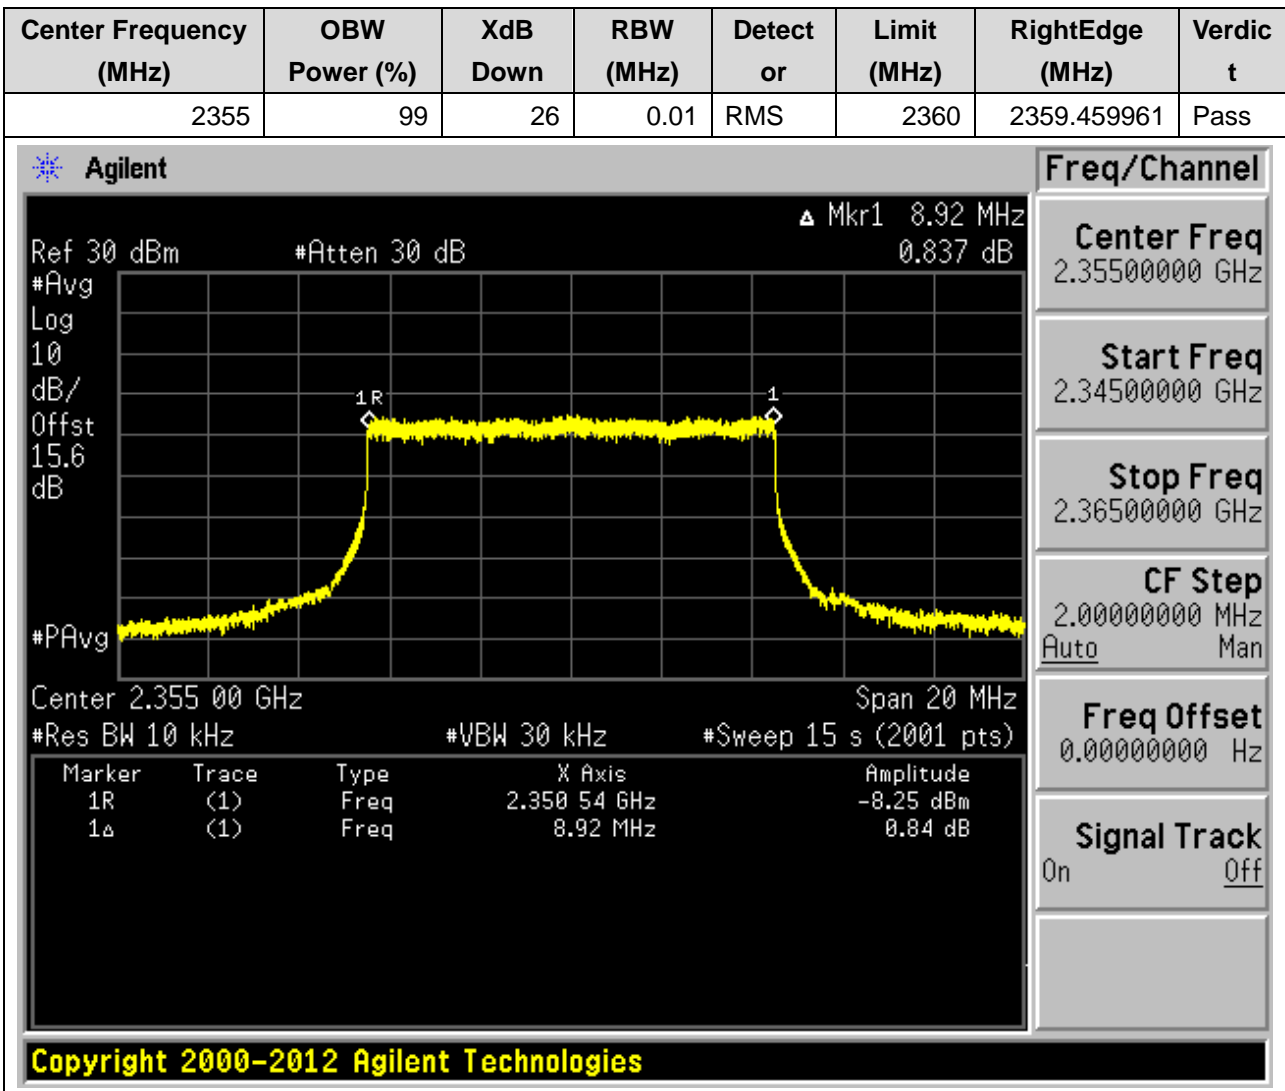 Center Frequency (MHz) OBW Power (%) XdB Down RBW (MHz) Detect or Limit (MHz) RightEdge (MHz) Verdic t
2355 99 26 0.01 RMS 2360 2359.459961 Pass
Agilent
Freq/Channel
Δ Mkr1 8.92 MHz
Ref 30 dBm #Atten 30 dB 0.837 dB
#Avg
Log
10
dB/
Offst
15.6
dB
#PAvg
1R
1
Center 2.355 00 GHz Span 20 MHz
#Res BW 10 kHz #VBW 30 kHz #Sweep 15 s (2001 pts)
Marker Trace Type X Axis Amplitude
1R (1) Freq 2.350 54 GHz -8.25 dBm
1Δ (1) Freq 8.92 MHz 0.84 dB
Center Freq
2.35500000 GHz
Start Freq
2.34500000 GHz
Stop Freq
2.36500000 GHz
CF Step
2.00000000 MHz
Auto Man
Freq Offset
0.00000000 Hz
Signal Track
On Off
Copyright 2000-2012 Agilent Technologies